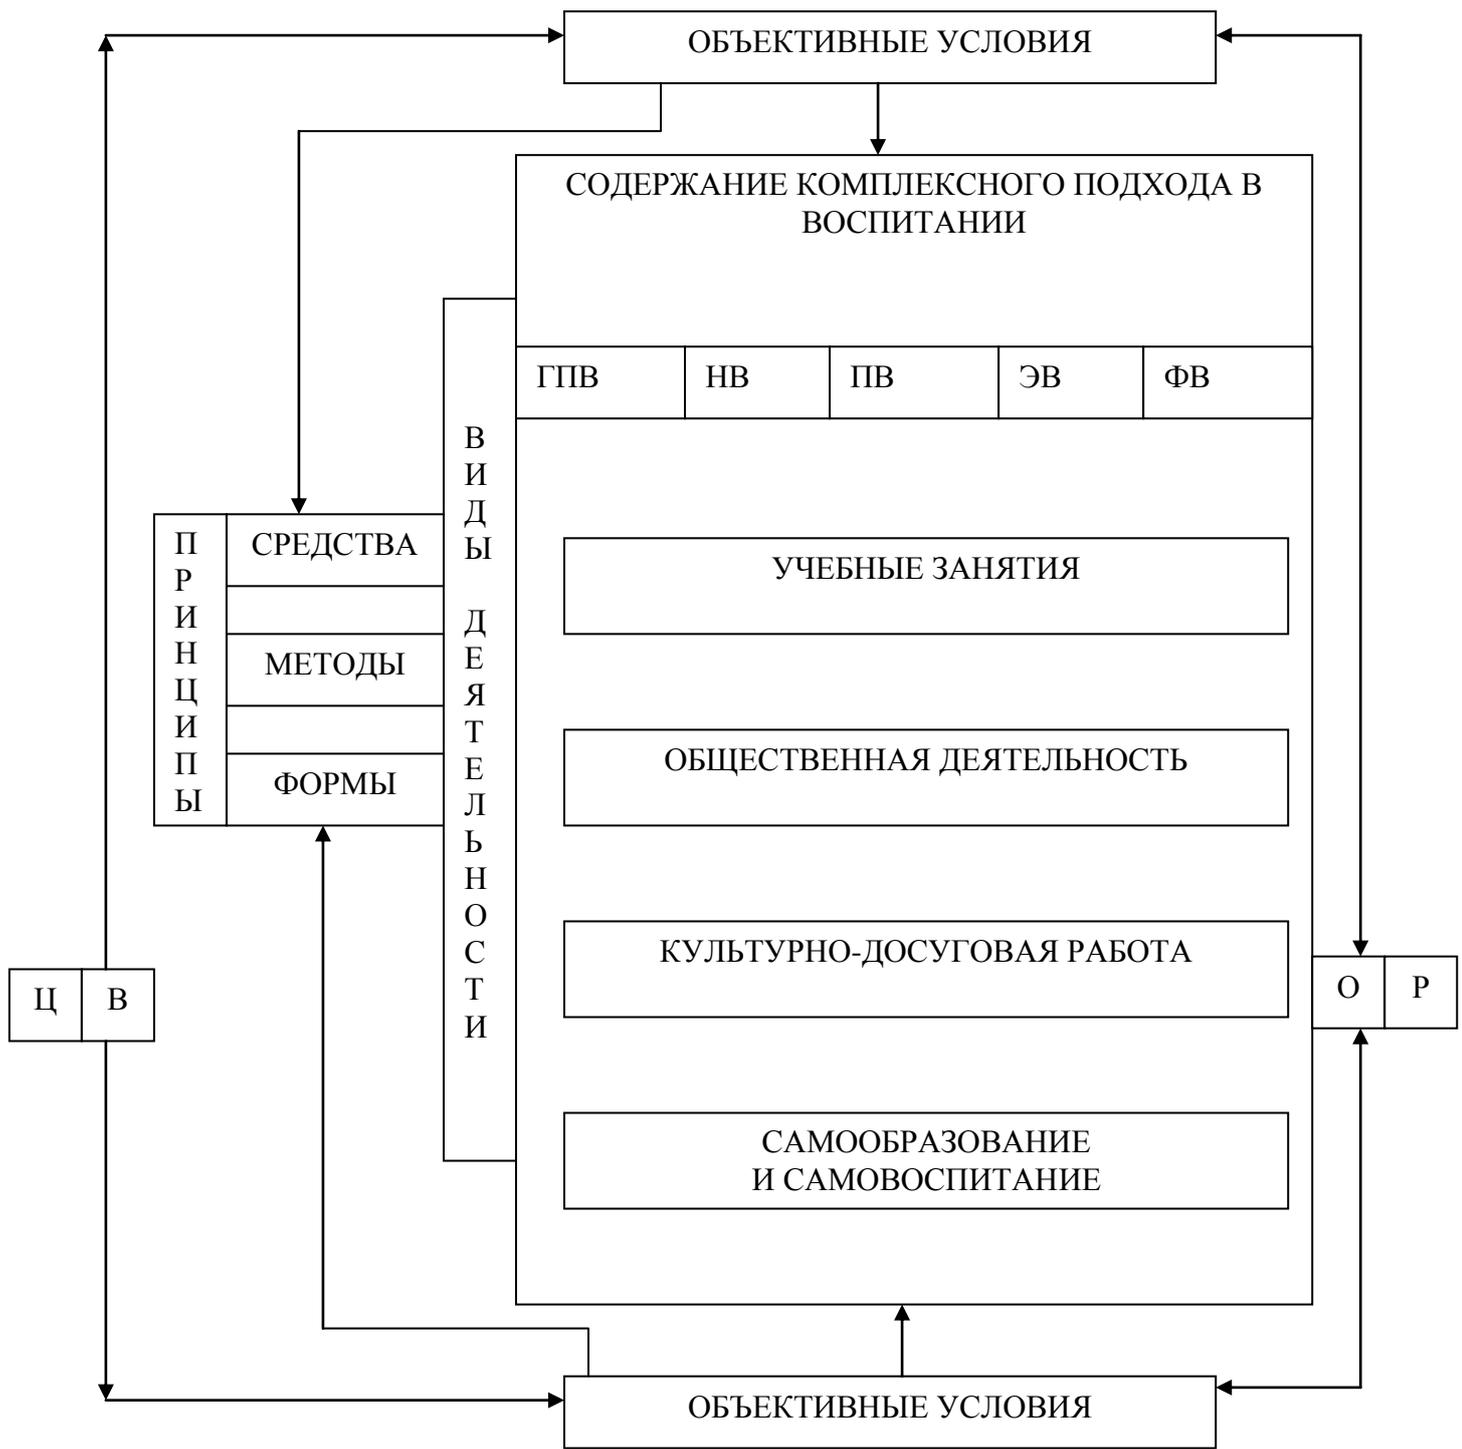 ОБЪЕКТИВНЫЕ УСЛОВИЯ
СОДЕРЖАНИЕ КОМПЛЕКСНОГО ПОДХОДА В
ВОСПИТАНИИ
ГПВ
НВ
ПВ
ЭВ
ФВ
ВИДЫ ДЕЯТЕЛЬНОСТИ
ПРИНЦИПЫ
СРЕДСТВА
МЕТОДЫ
ФОРМЫ
УЧЕБНЫЕ ЗАНЯТИЯ
ОБЩЕСТВЕННАЯ ДЕЯТЕЛЬНОСТЬ
КУЛЬТУРНО-ДОСУГОВАЯ РАБОТА
Ц
В
О
Р
САМООБРАЗОВАНИЕ
И САМОВОСПИТАНИЕ
ОБЪЕКТИВНЫЕ УСЛОВИЯ